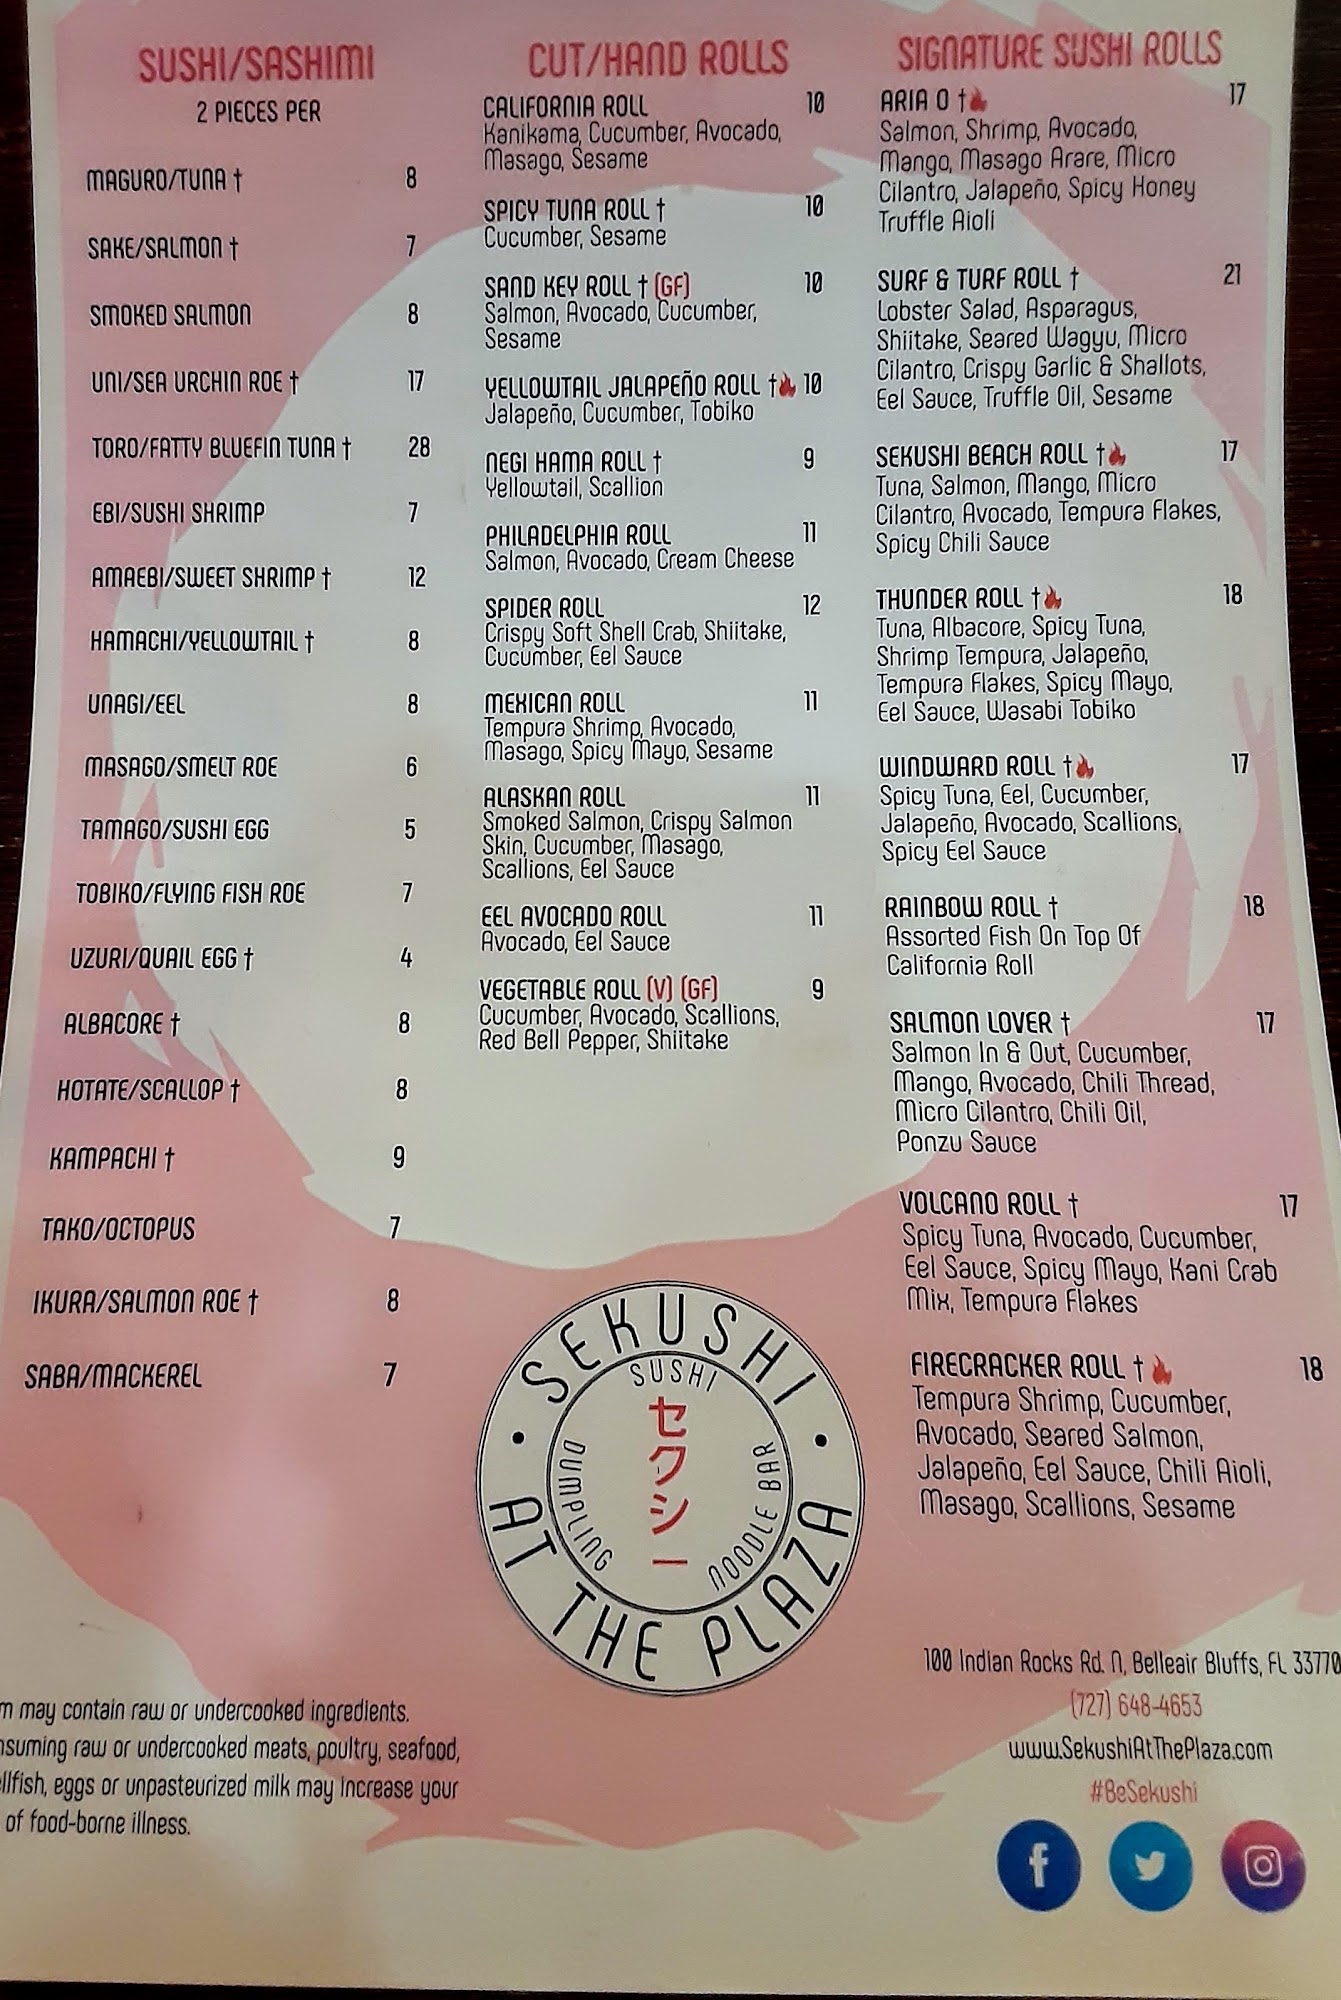 SUSHI/SASHIMI
2 PIECES PER
MAGURO/TUNA † 8
SAKE/SALMON † 7
SMOKED SALMON 8
UNI/SEA URCHIN ROE † 17
TORO/FATTY BLUEFIN TUNA † 28
EBI/SUSHI SHRIMP 7
AMAEBI/SWEET SHRIMP † 12
HAMACHI/YELLOWTAIL † 8
UNAGI/EEL 8
MASAGO/SMELT ROE 6
TAMAGO/SUSHI EGG 5
TOBIKO/FLYING FISH ROE 7
UZURI/QUAIL EGG † 4
ALBACORE † 8
HOTATE/SCALLOP † 8
KAMPACHI † 9
TAKO/OCTOPUS 7
IKURA/SALMON ROE † 8
SABA/MACKEREL 7
CUT/HAND ROLLS
CALIFORNIA ROLL 10
Kanikama, Cucumber, Avocado,
Masago, Sesame
SPICY TUNA ROLL † 10
Cucumber, Sesame
SAND KEY ROLL † (GF) 10
Salmon, Avocado, Cucumber,
Sesame
YELLOWTAIL JALAPEÑO ROLL † 10
Jalapeño, Cucumber, Tobiko
NEGI HAMA ROLL † 9
Yellowtail, Scallion
PHILADELPHIA ROLL 11
Salmon, Avocado, Cream Cheese
SPIDER ROLL 12
Crispy Soft Shell Crab, Shiitake,
Cucumber, Eel Sauce
MEXICAN ROLL 11
Tempura Shrimp, Avocado,
Masago, Spicy Mayo, Sesame
ALASKAN ROLL 11
Smoked Salmon, Crispy Salmon
Skin, Cucumber, Masago,
Scallions, Eel Sauce
EEL AVOCADO ROLL 11
Avocado, Eel Sauce
VEGETABLE ROLL (V) (GF) 9
Cucumber, Avocado, Scallions,
Red Bell Pepper, Shiitake
SIGNATURE SUSHI ROLLS
ARIA O † 17
Salmon, Shrimp, Avocado,
Mango, Masago Arare, Micro
Cilantro, Jalapeño, Spicy Honey
Truffle Aioli
SURF & TURF ROLL † 21
Lobster Salad, Asparagus,
Shiitake, Seared Wagyu, Micro
Cilantro, Crispy Garlic & Shallots,
Eel Sauce, Truffle Oil, Sesame
SEKUSHI BEACH ROLL † 17
Tuna, Salmon, Mango, Micro
Cilantro, Avocado, Tempura Flakes,
Spicy Chili Sauce
THUNDER ROLL † 18
Tuna, Albacore, Spicy Tuna,
Shrimp Tempura, Jalapeño,
Tempura Flakes, Spicy Mayo,
Eel Sauce, Wasabi Tobiko
WINDWARD ROLL † 17
Spicy Tuna, Eel, Cucumber,
Jalapeño, Avocado, Scallions,
Spicy Eel Sauce
RAINBOW ROLL † 18
Assorted Fish On Top Of
California Roll
SALMON LOVER † 17
Salmon In & Out, Cucumber,
Mango, Avocado, Chili Thread,
Micro Cilantro, Chili Oil,
Ponzu Sauce
VOLCANO ROLL † 17
Spicy Tuna, Avocado, Cucumber,
Eel Sauce, Spicy Mayo, Kani Crab
Mix, Tempura Flakes
FIRECRACKER ROLL † 18
Tempura Shrimp, Cucumber,
Avocado, Seared Salmon,
Jalapeño, Eel Sauce, Chili Aioli,
Masago, Scallions, Sesame
SEKUSHI
AT THE PLAZA
SUSHI
DUMPLING
NOODLE BAR
セクシー
may contain raw or undercooked ingredients.
raw or undercooked meats, poultry, seafood,
eggs or unpasteurized milk may increase your
of food-borne illness.
100 Indian Rocks Rd. N, Belleair Bluffs, FL 33770
(727) 648-4653
www.SekushiAtThePlaza.com
#BeSekushi